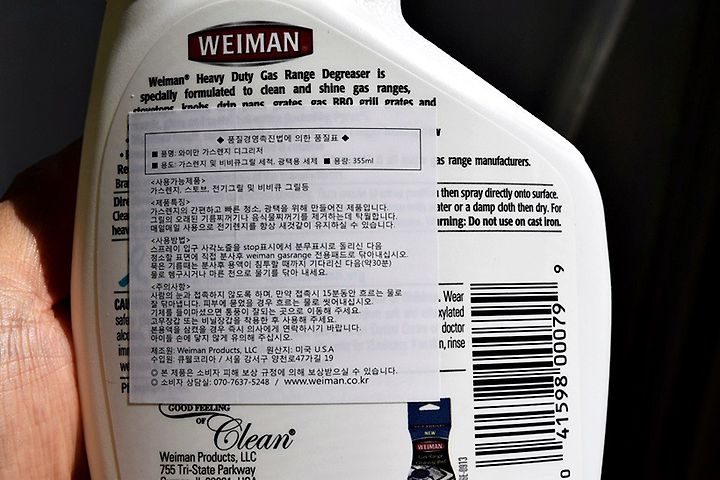 WEIMAN
Weiman® Heavy Duty Gas Range Degreaser is
specially formulated to clean and shine gas ranges,
stovetops, knobs, drip pans, grates, gas BBQ grill grates and
as range manufacturers.
◆ 품질경영촉진법에 의한 품질표 ◆
■ 품명: 와이만 가스렌지 디그리저
■ 용도: 가스렌지 및 비비큐그릴 세척, 광택용 세제 ■ 용량: 355ml
<사용가능제품>
가스렌지, 스토브, 전기그릴 및 비비큐 그릴등
<제품특징>
가스렌지의 간편하고 빠른 청소, 광택을 위해 만들어진 제품입니다.
그릴의 오래된 기름찌꺼기나 음식물찌꺼기를 제거하는데 탁월합니다.
매일매일 사용으로 전기렌지를 항상 새것같이 유지하실 수 있습니다.
<사용방법>
스프레이 입구 사각노즐을 stop표시에서 분무표시로 돌리신 다음
청소할 표면에 직접 분사후 weiman gasrange 전용패드로 닦아내십시오.
묵은 기름때는 분사후 용액이 침투할 때까지 기다리신 다음(약30분)
물로 헹구시거나 마른 천으로 물기를 닦아 내세요.
<주의사항>
사람의 눈과 접촉하지 않도록 하며, 만약 접촉시 15분동안 흐르는 물로
잘 닦아냅니다. 피부에 묻었을 경우 흐르는 물로 씻어내십시오.
기체를 들이마셨으면 통풍이 잘되는 곳으로 이동해 주세요.
고무장갑 또는 비닐장갑을 착용한 후 사용해 주세요.
본용액을 삼켰을 경우 즉시 의사에게 연락하시기 바랍니다.
아이들 손에 닿지 않게 유의해 주십시오.
제조원: Weiman Products, LLC 원산지: 미국 U.S.A
수입원: 큐웰코리아 / 서울 강서구 양천로47가길 19
◎ 본 제품은 소비자 피해 보상 규정에 의해 보상받으실 수 있습니다.
◎ 소비자 상담실: 070-7637-5248 / www.weiman.co.kr
then spray directly onto surface.
ater or a damp cloth then dry. For
arning: Do not use on cast iron.
Wear
xylated
doctor
n, rinse
GOOD FEELING
OF
Clean®
Weiman Products, LLC
755 Tri-State Parkway
NEW
WEIMAN
Gas Range
41598 00079 9